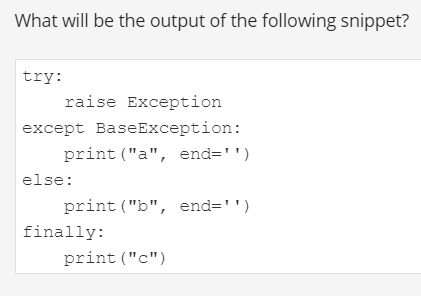 What will be the output of the following snippet?
try:
    raise Exception
except BaseException:
    print("a", end='')
else:
    print("b", end='')
finally:
    print("c")